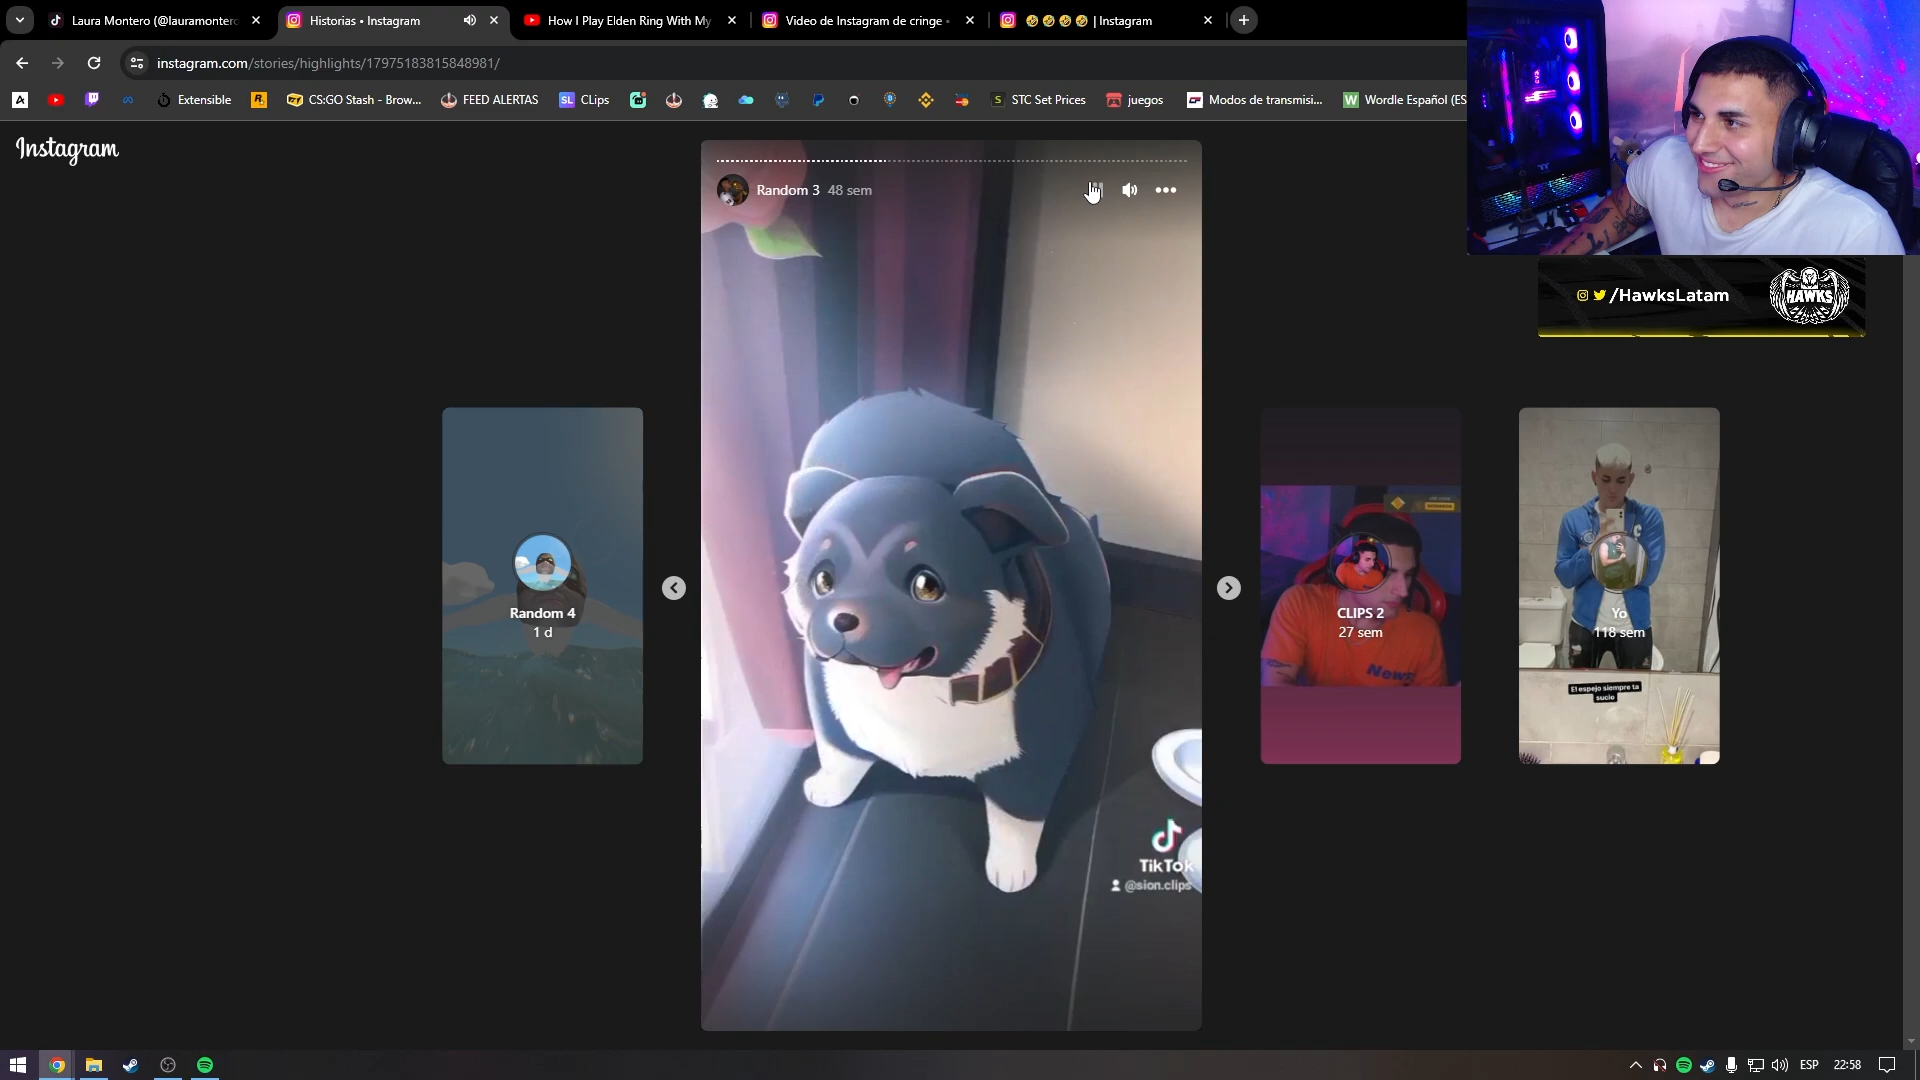 Laura Montero (@lauramontero
Historias • Instagram
How I Play Elden Ring With My
Video de Instagram de cringe •
🤣🤣🤣🤣 | Instagram
instagram.com/stories/highlights/17975183815848981/
Extensible
CS:GO Stash - Brow...
FEED ALERTAS
SL
CLips
S
STC Set Prices
juegos
Modos de transmisi...
W
Wordle Español (ES
Instagram
Random 3 48 sem
/HawksLatam
HAWKS
Random 4
1 d
CLIPS 2
27 sem
Yo
118 sem
El espejo siempre ta
sucio
TikTok
@sion.clips
ESP
22:58